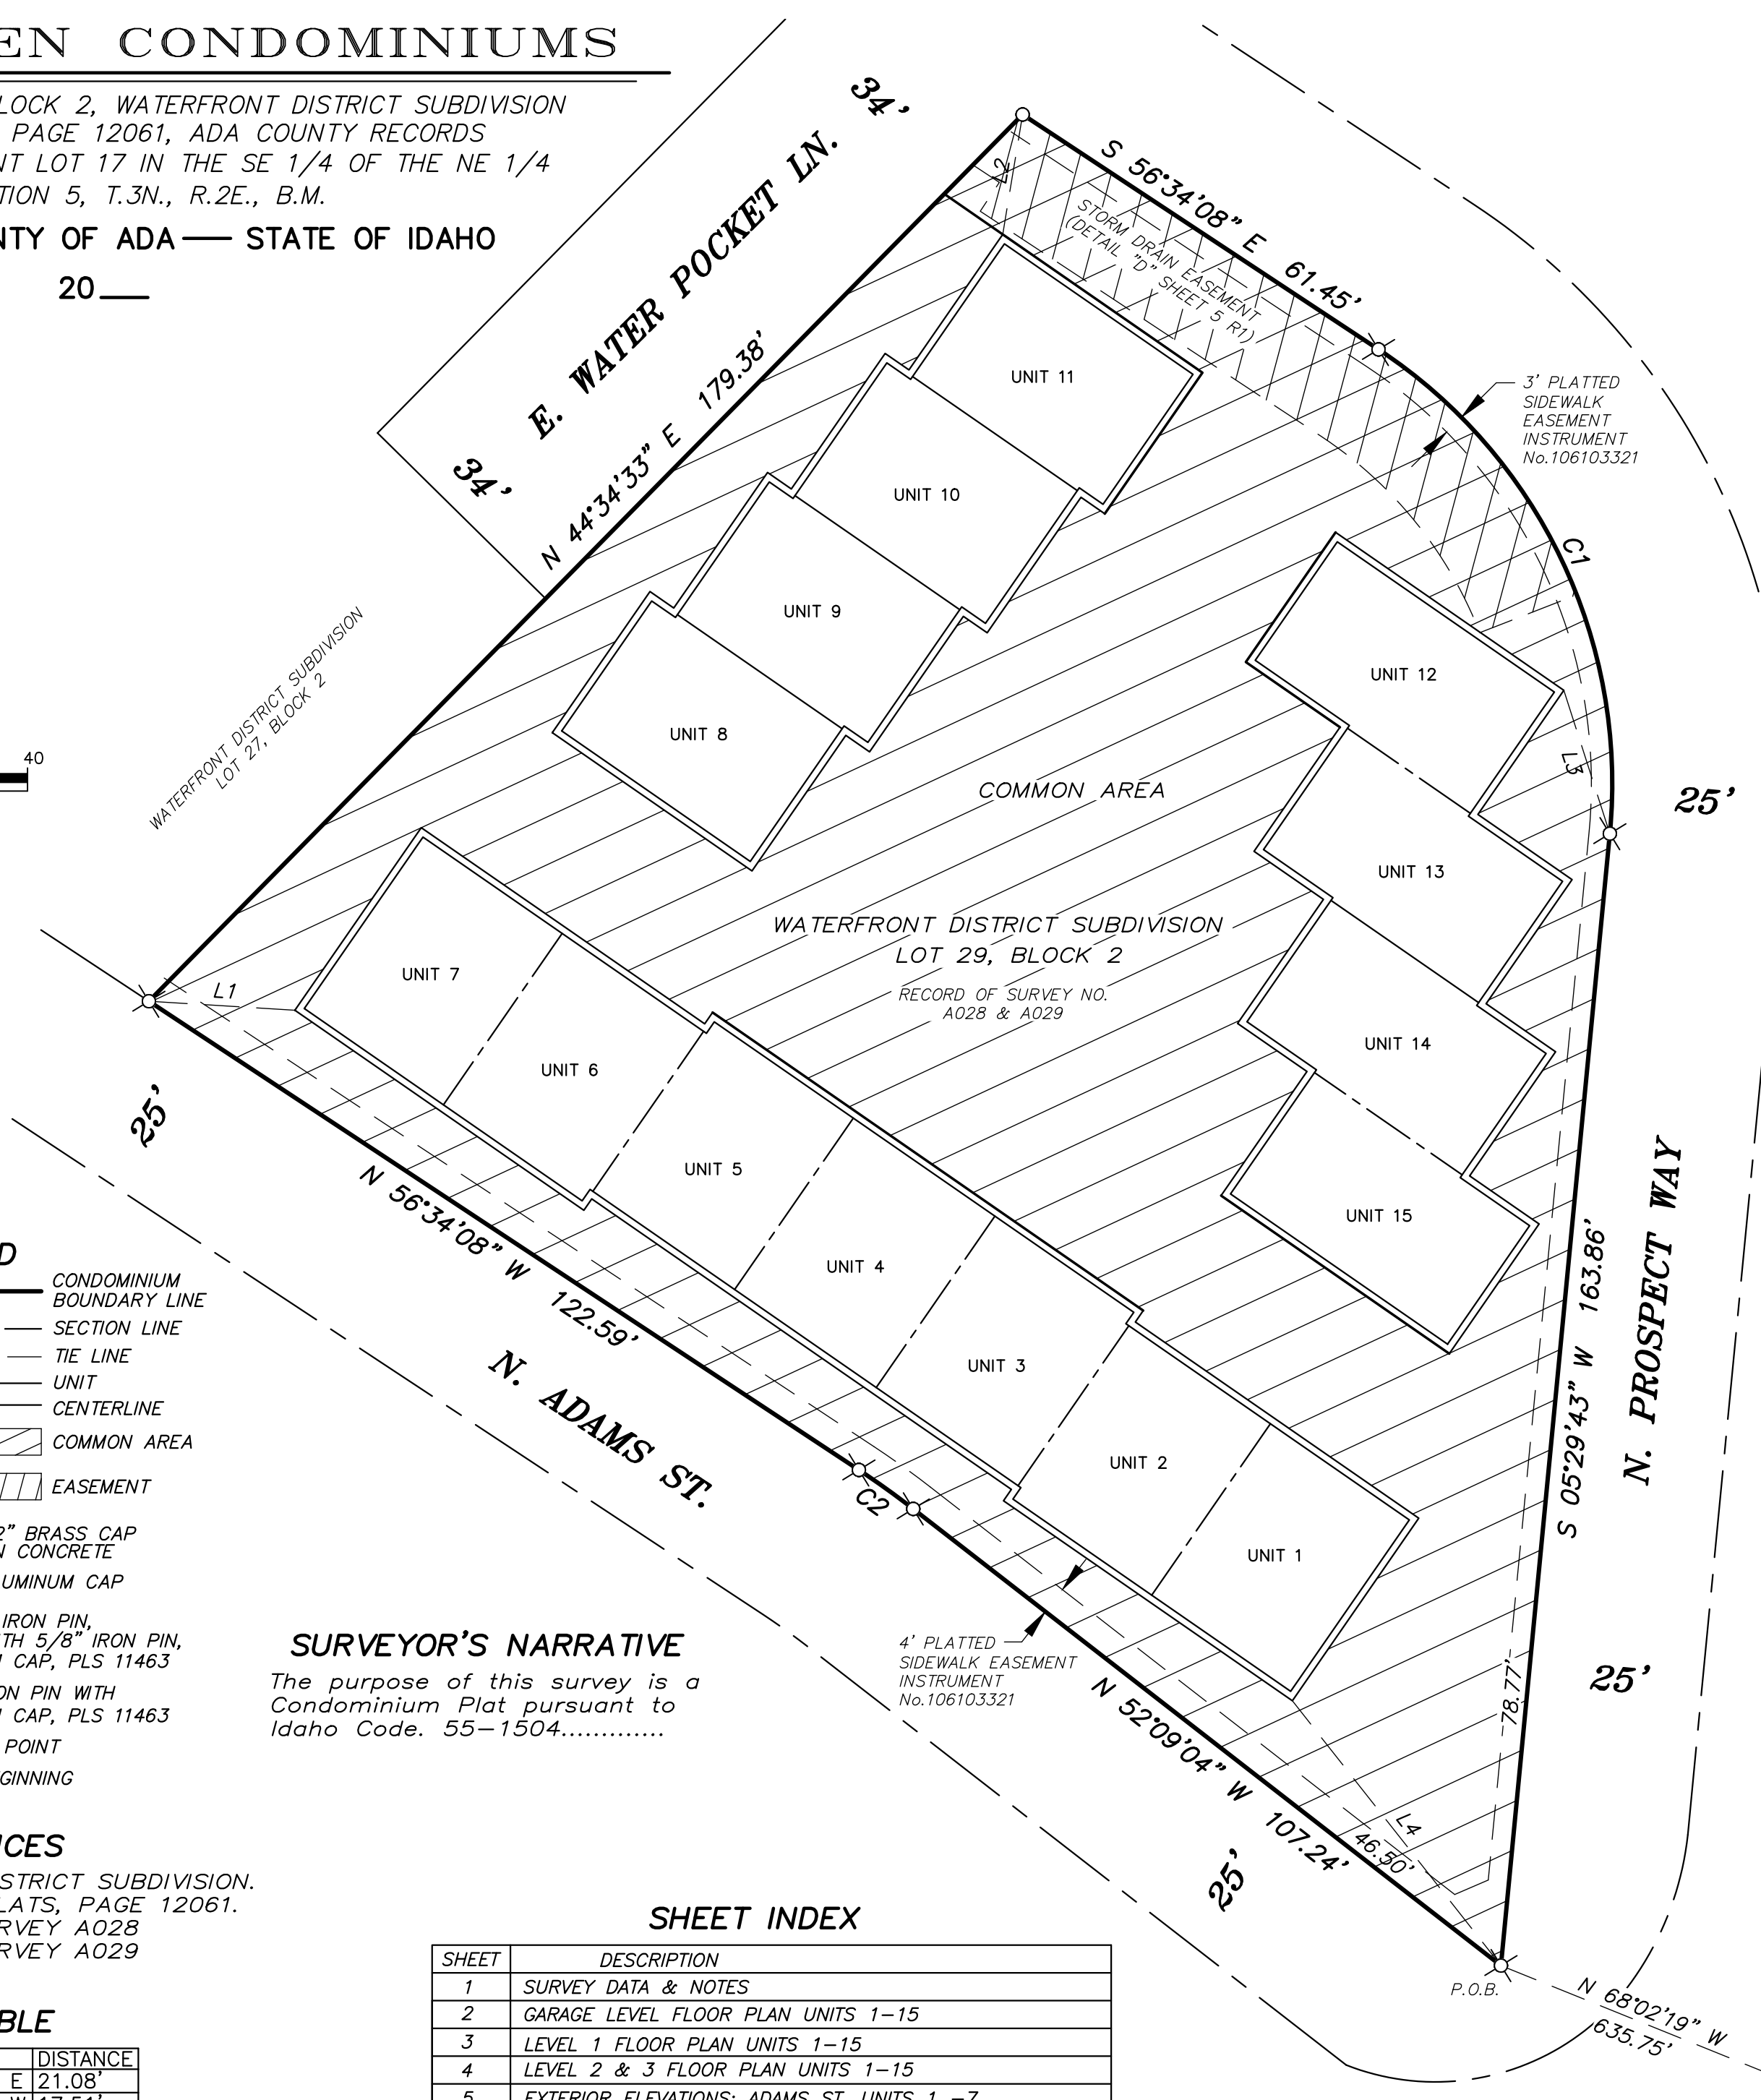 EN CONDOMINIUMS
LOCK 2, WATERFRONT DISTRICT SUBDIVISION
PAGE 12061, ADA COUNTY RECORDS
NT LOT 17 IN THE SE 1/4 OF THE NE 1/4
TION 5, T.3N., R.2E., B.M.
NTY OF ADA — STATE OF IDAHO
20
34'
E. WATER POCKET LN.
34'
N 44°34'33" E 179.38'
L2
S 56°34'08" E 61.45'
STORM DRAIN EASEMENT
(DETAIL "D" SHEET 5 R1)
3' PLATTED
SIDEWALK
EASEMENT
INSTRUMENT
No.106103321
C1
UNIT 11
UNIT 10
UNIT 9
UNIT 8
UNIT 12
UNIT 13
UNIT 14
UNIT 15
L3
25'
WATERFRONT DISTRICT SUBDIVISION
LOT 27, BLOCK 2
40
COMMON AREA
WATERFRONT DISTRICT SUBDIVISION
LOT 29, BLOCK 2
RECORD OF SURVEY NO.
A028 & A029
L1
UNIT 7
UNIT 6
UNIT 5
UNIT 4
UNIT 3
UNIT 2
UNIT 1
25'
N 56°34'08" W 122.59'
N. ADAMS ST.
C2
4' PLATTED
SIDEWALK EASEMENT
INSTRUMENT
No.106103321
N 52°09'04" W 107.24'
46.50'
L4
78.77'
S 05°29'43" W 163.86'
N. PROSPECT WAY
25'
25'
P.O.B.
N 68°02'19" W
635.75'
D
CONDOMINIUM
BOUNDARY LINE
SECTION LINE
TIE LINE
UNIT
CENTERLINE
COMMON AREA
EASEMENT
2" BRASS CAP
N CONCRETE
UMINUM CAP
IRON PIN,
TH 5/8" IRON PIN,
CAP, PLS 11463
ON PIN WITH
CAP, PLS 11463
POINT
GINNING
SURVEYOR'S NARRATIVE
The purpose of this survey is a
Condominium Plat pursuant to
Idaho Code. 55-1504.............
CES
STRICT SUBDIVISION.
LATS, PAGE 12061.
RVEY A028
RVEY A029
BLE
DISTANCE
E 21.08'
W 17.51'
SHEET INDEX
SHEET DESCRIPTION
1 SURVEY DATA & NOTES
2 GARAGE LEVEL FLOOR PLAN UNITS 1-15
3 LEVEL 1 FLOOR PLAN UNITS 1-15
4 LEVEL 2 & 3 FLOOR PLAN UNITS 1-15
5 EXTERIOR ELEVATIONS: ADAMS ST. UNITS 1 -7